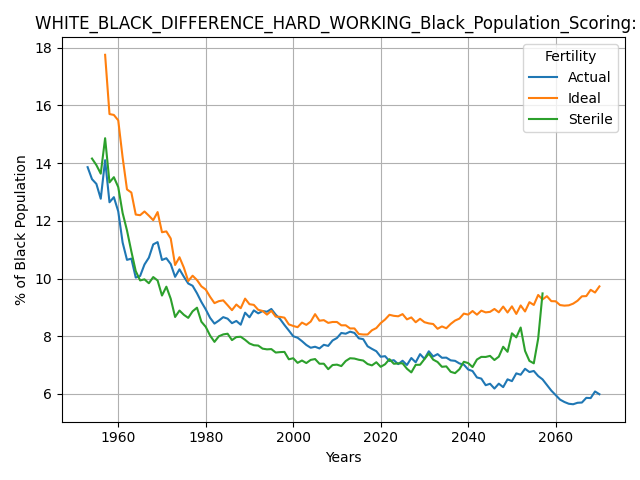 WHITE_BLACK_DIFFERENCE_HARD_WORKING_Black_Population_Scoring:
18
16
14
12
10
8
6
% of Black Population
Fertility
Actual
Ideal
Sterile
1960
1980
2000
2020
2040
2060
Years